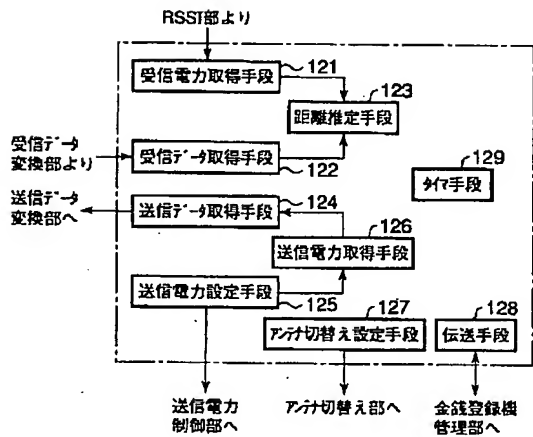 RSSI部より
受信電力取得手段
121
123
距離推定手段
受信データ
変換部より
受信データ取得手段
122
129
タイマ手段
送信データ
変換部へ
送信データ取得手段
124
126
送信電力取得手段
送信電力設定手段
125
127
アンテナ切替え設定手段
128
伝送手段
送信電力
制御部へ
アンテナ切替え部へ
金銭登録機
管理部へ